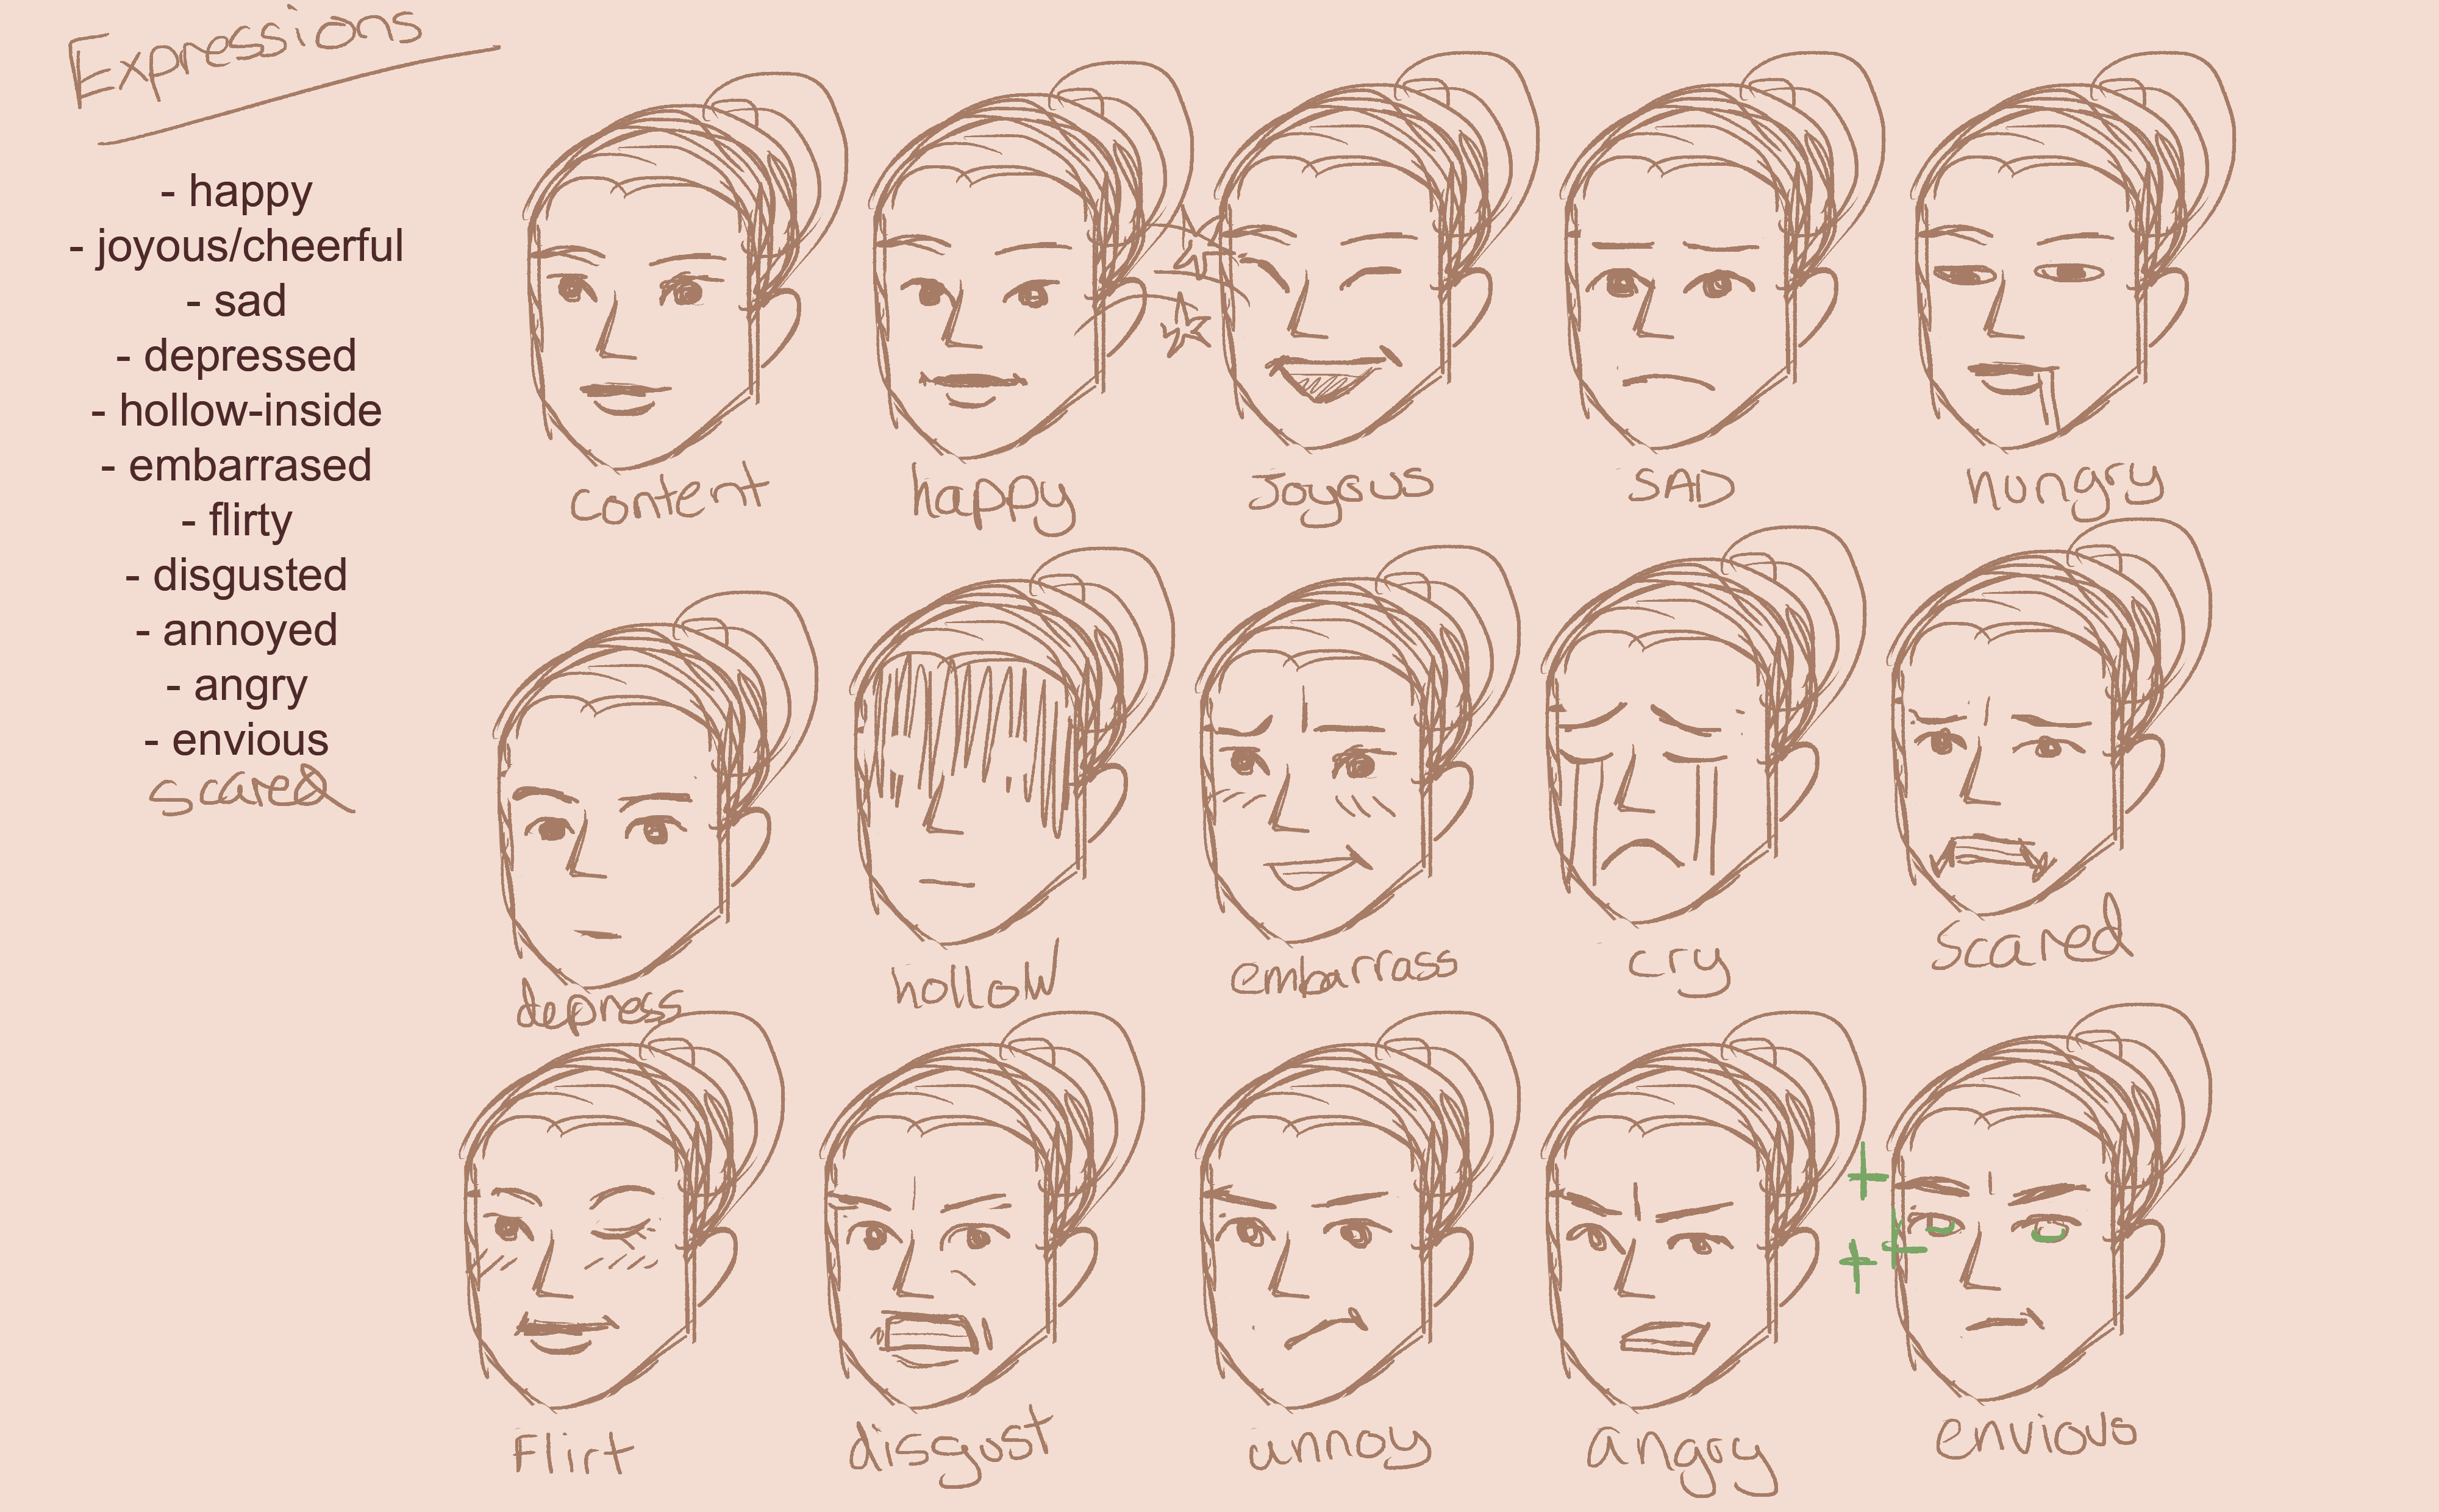 Expressions
- happy
- joyous/cheerful
- sad
- depressed
- hollow-inside
- embarrased
- flirty
- disgusted
- annoyed
- angry
- envious
scared
content happy Joyous SAD hungry
depress hollow embarrass cry scared
Flirt disgust annoy angry envious